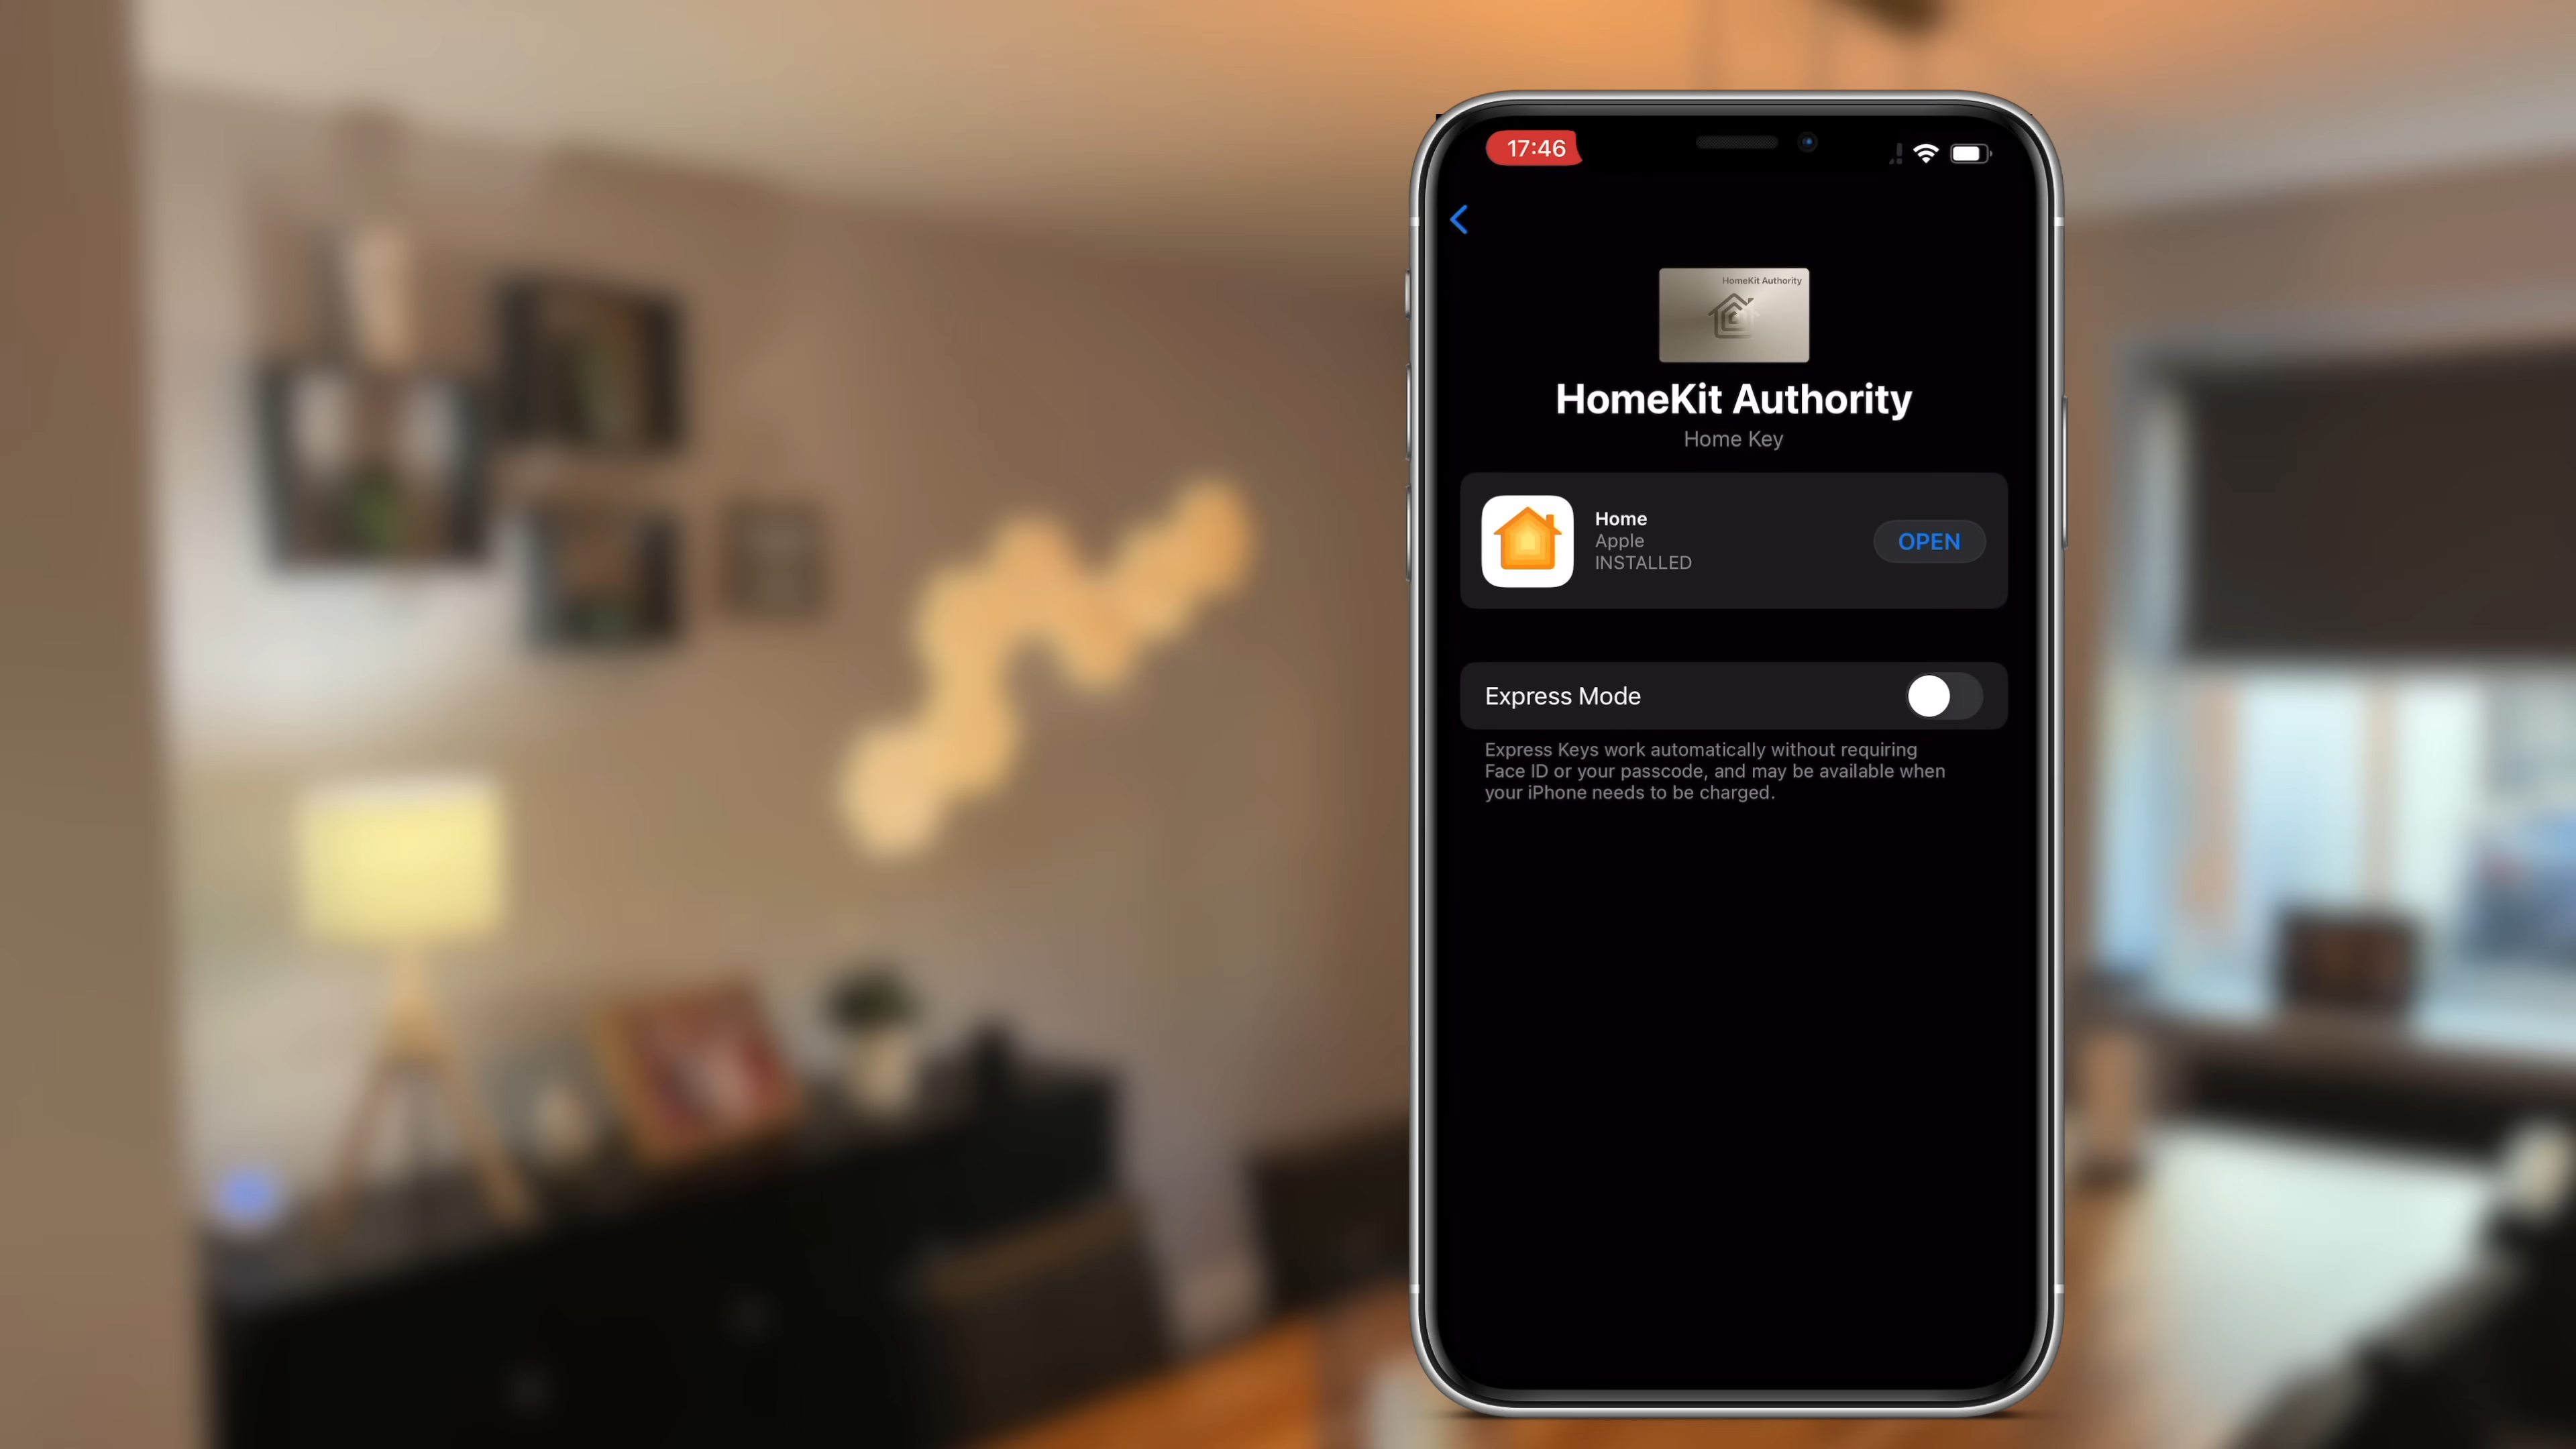 17:46
HomeKit Authority
HomeKit Authority
Home Key
Home
Apple
INSTALLED
OPEN
Express Mode
Express Keys work automatically without requiring
Face ID or your passcode, and may be available when
your iPhone needs to be charged.